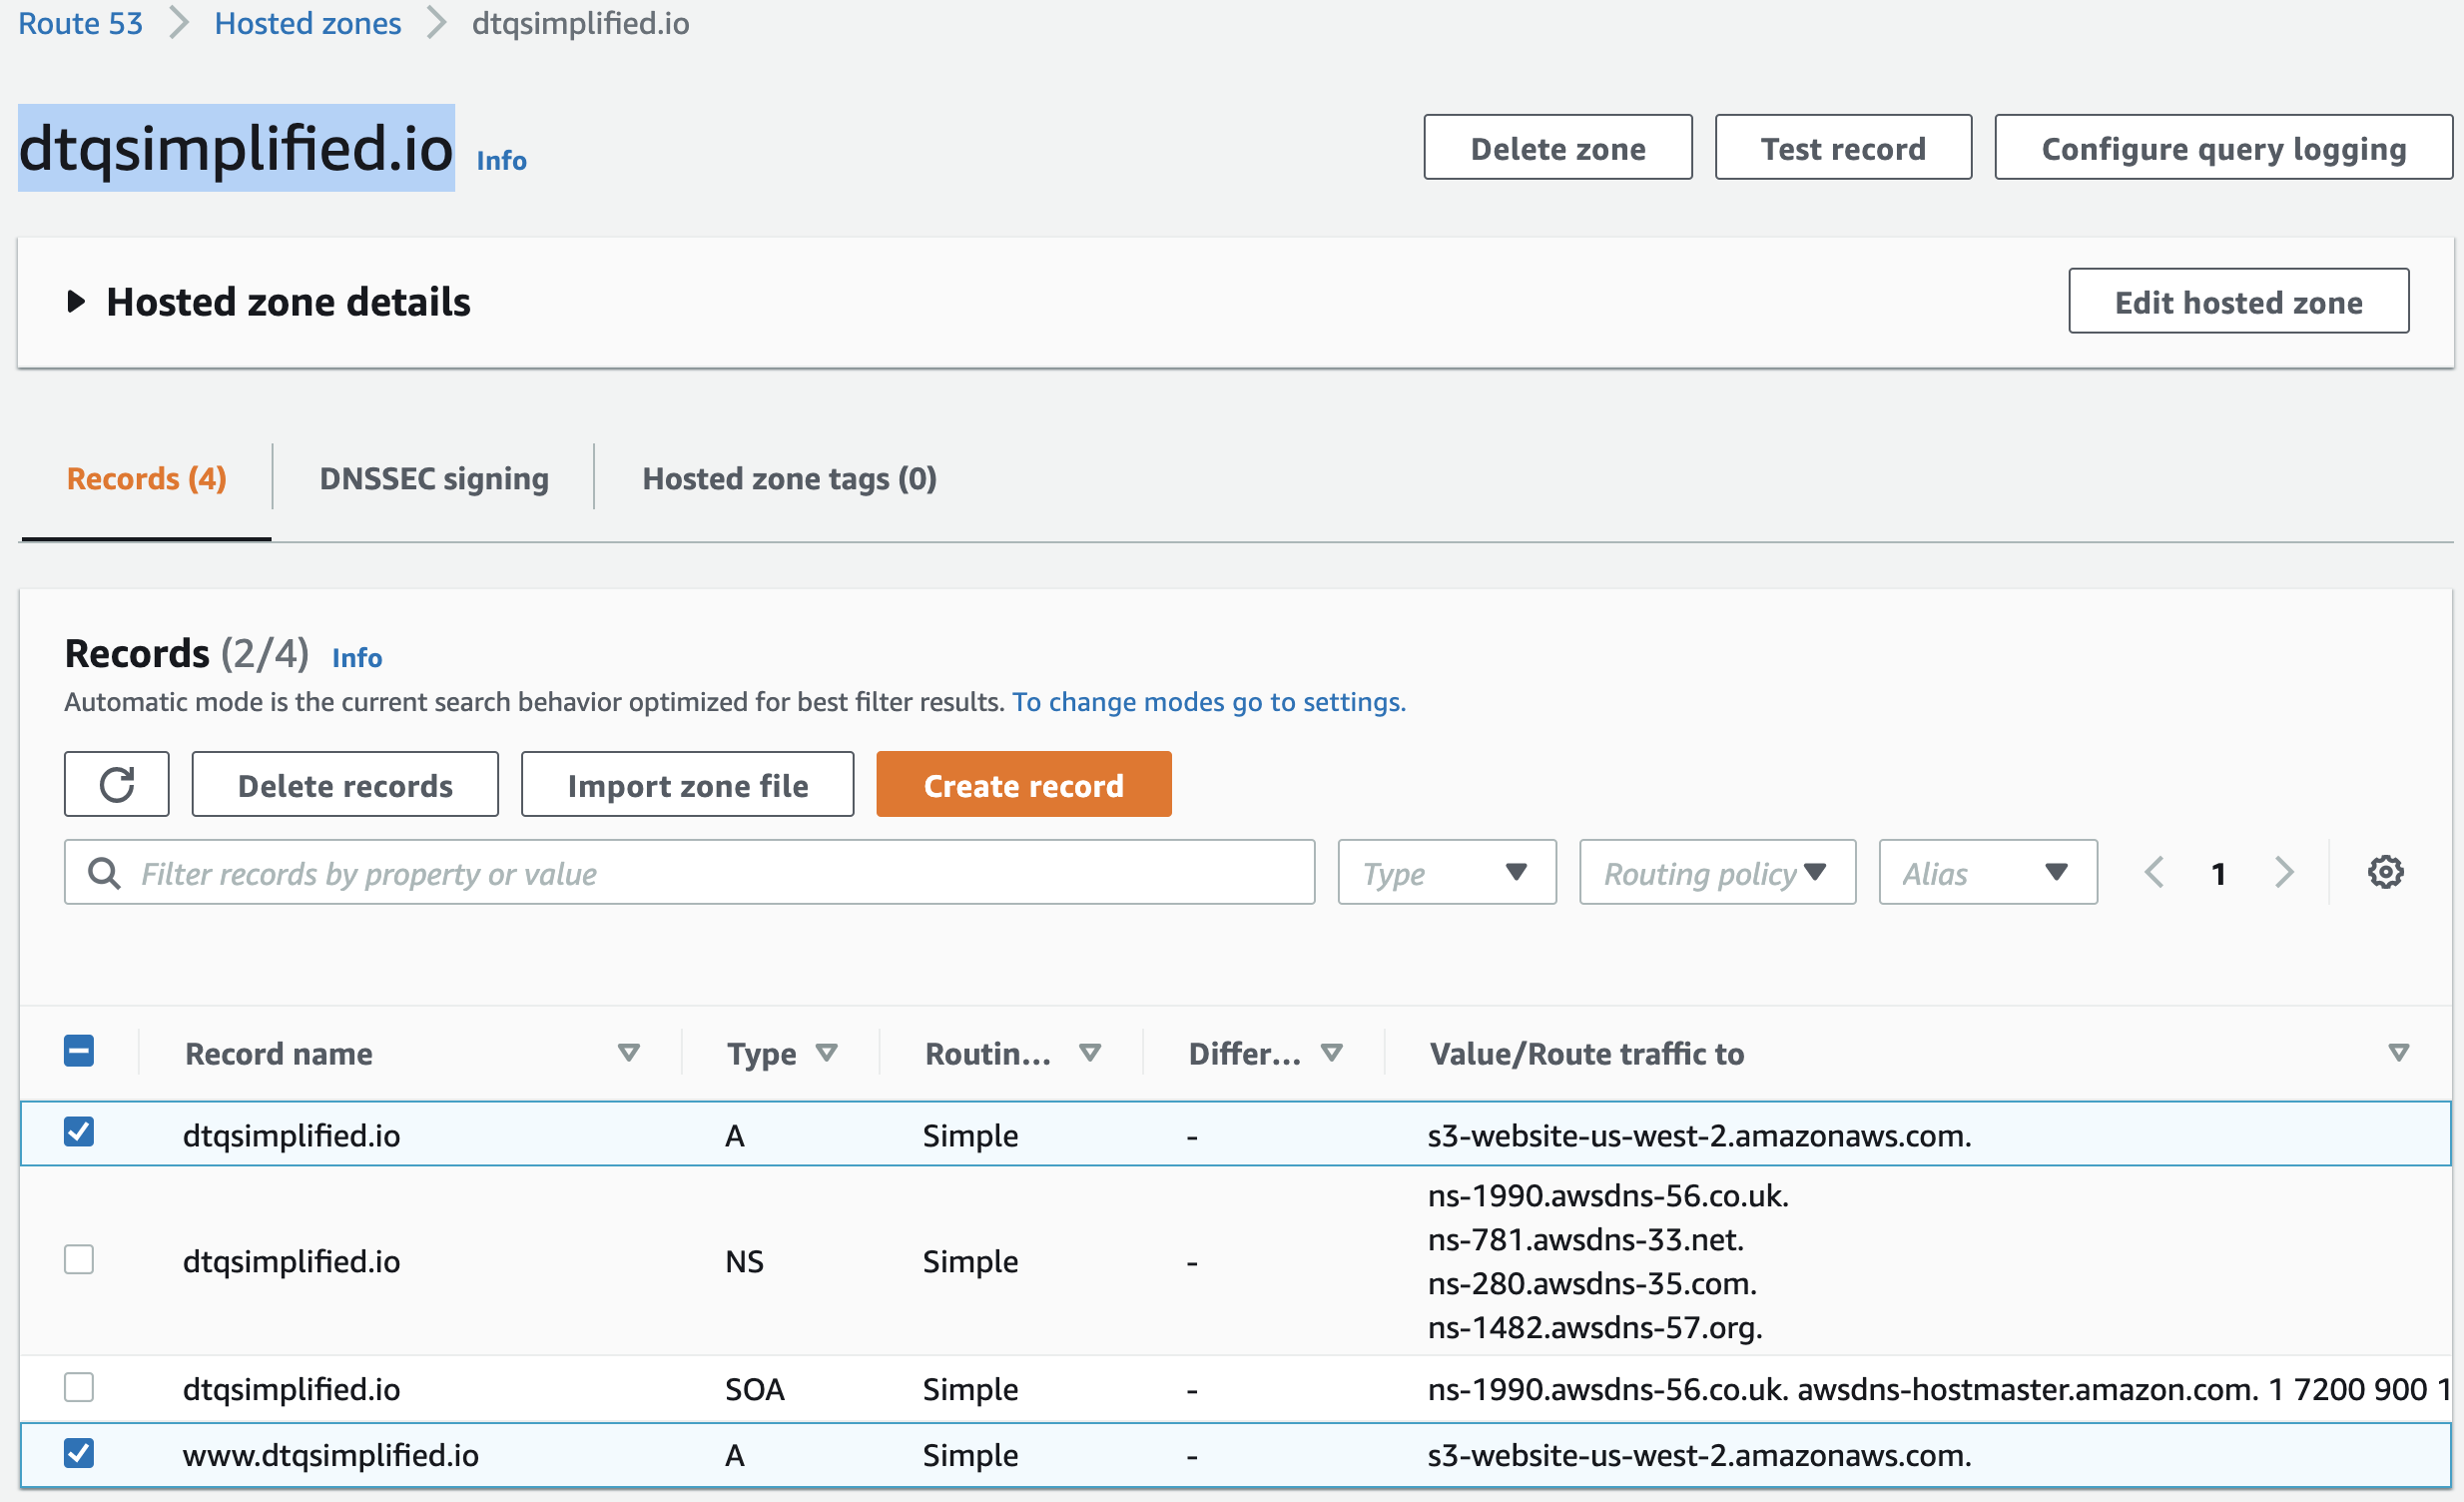 Route 53 Hosted zones dtqsimplified.io
dtqsimplified.io Info
Delete zone Test record Configure query logging
Hosted zone details Edit hosted zone
Records (4) DNSSEC signing Hosted zone tags (0)
Records (2/4) Info
Automatic mode is the current search behavior optimized for best filter results. To change modes go to settings.
Delete records Import zone file Create record
Filter records by property or value Type Routing policy Alias 1
Record name Type Routin... Differ... Value/Route traffic to
dtqsimplified.io A Simple - s3-website-us-west-2.amazonaws.com.
dtqsimplified.io NS Simple - ns-1990.awsdns-56.co.uk.
ns-781.awsdns-33.net.
ns-280.awsdns-35.com.
ns-1482.awsdns-57.org.
dtqsimplified.io SOA Simple - ns-1990.awsdns-56.co.uk. awsdns-hostmaster.amazon.com. 1 7200 900 1
www.dtqsimplified.io A Simple - s3-website-us-west-2.amazonaws.com.